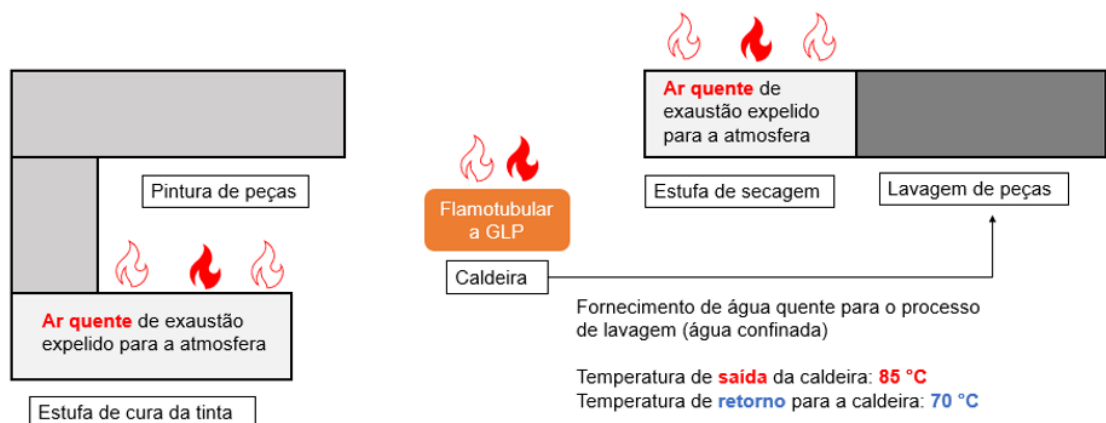 Pintura de peças
Ar quente de exaustão
expelido para a atmosfera
Estufa de cura da tinta
Flamotubular
a GLP
Caldeira
Ar quente de
exaustão expelido
para a atmosfera
Estufa de secagem
Lavagem de peças
Fornecimento de água quente para o processo
de lavagem (água confinada)
Temperatura de saída da caldeira: 85 °C
Temperatura de retorno para a caldeira: 70 °C